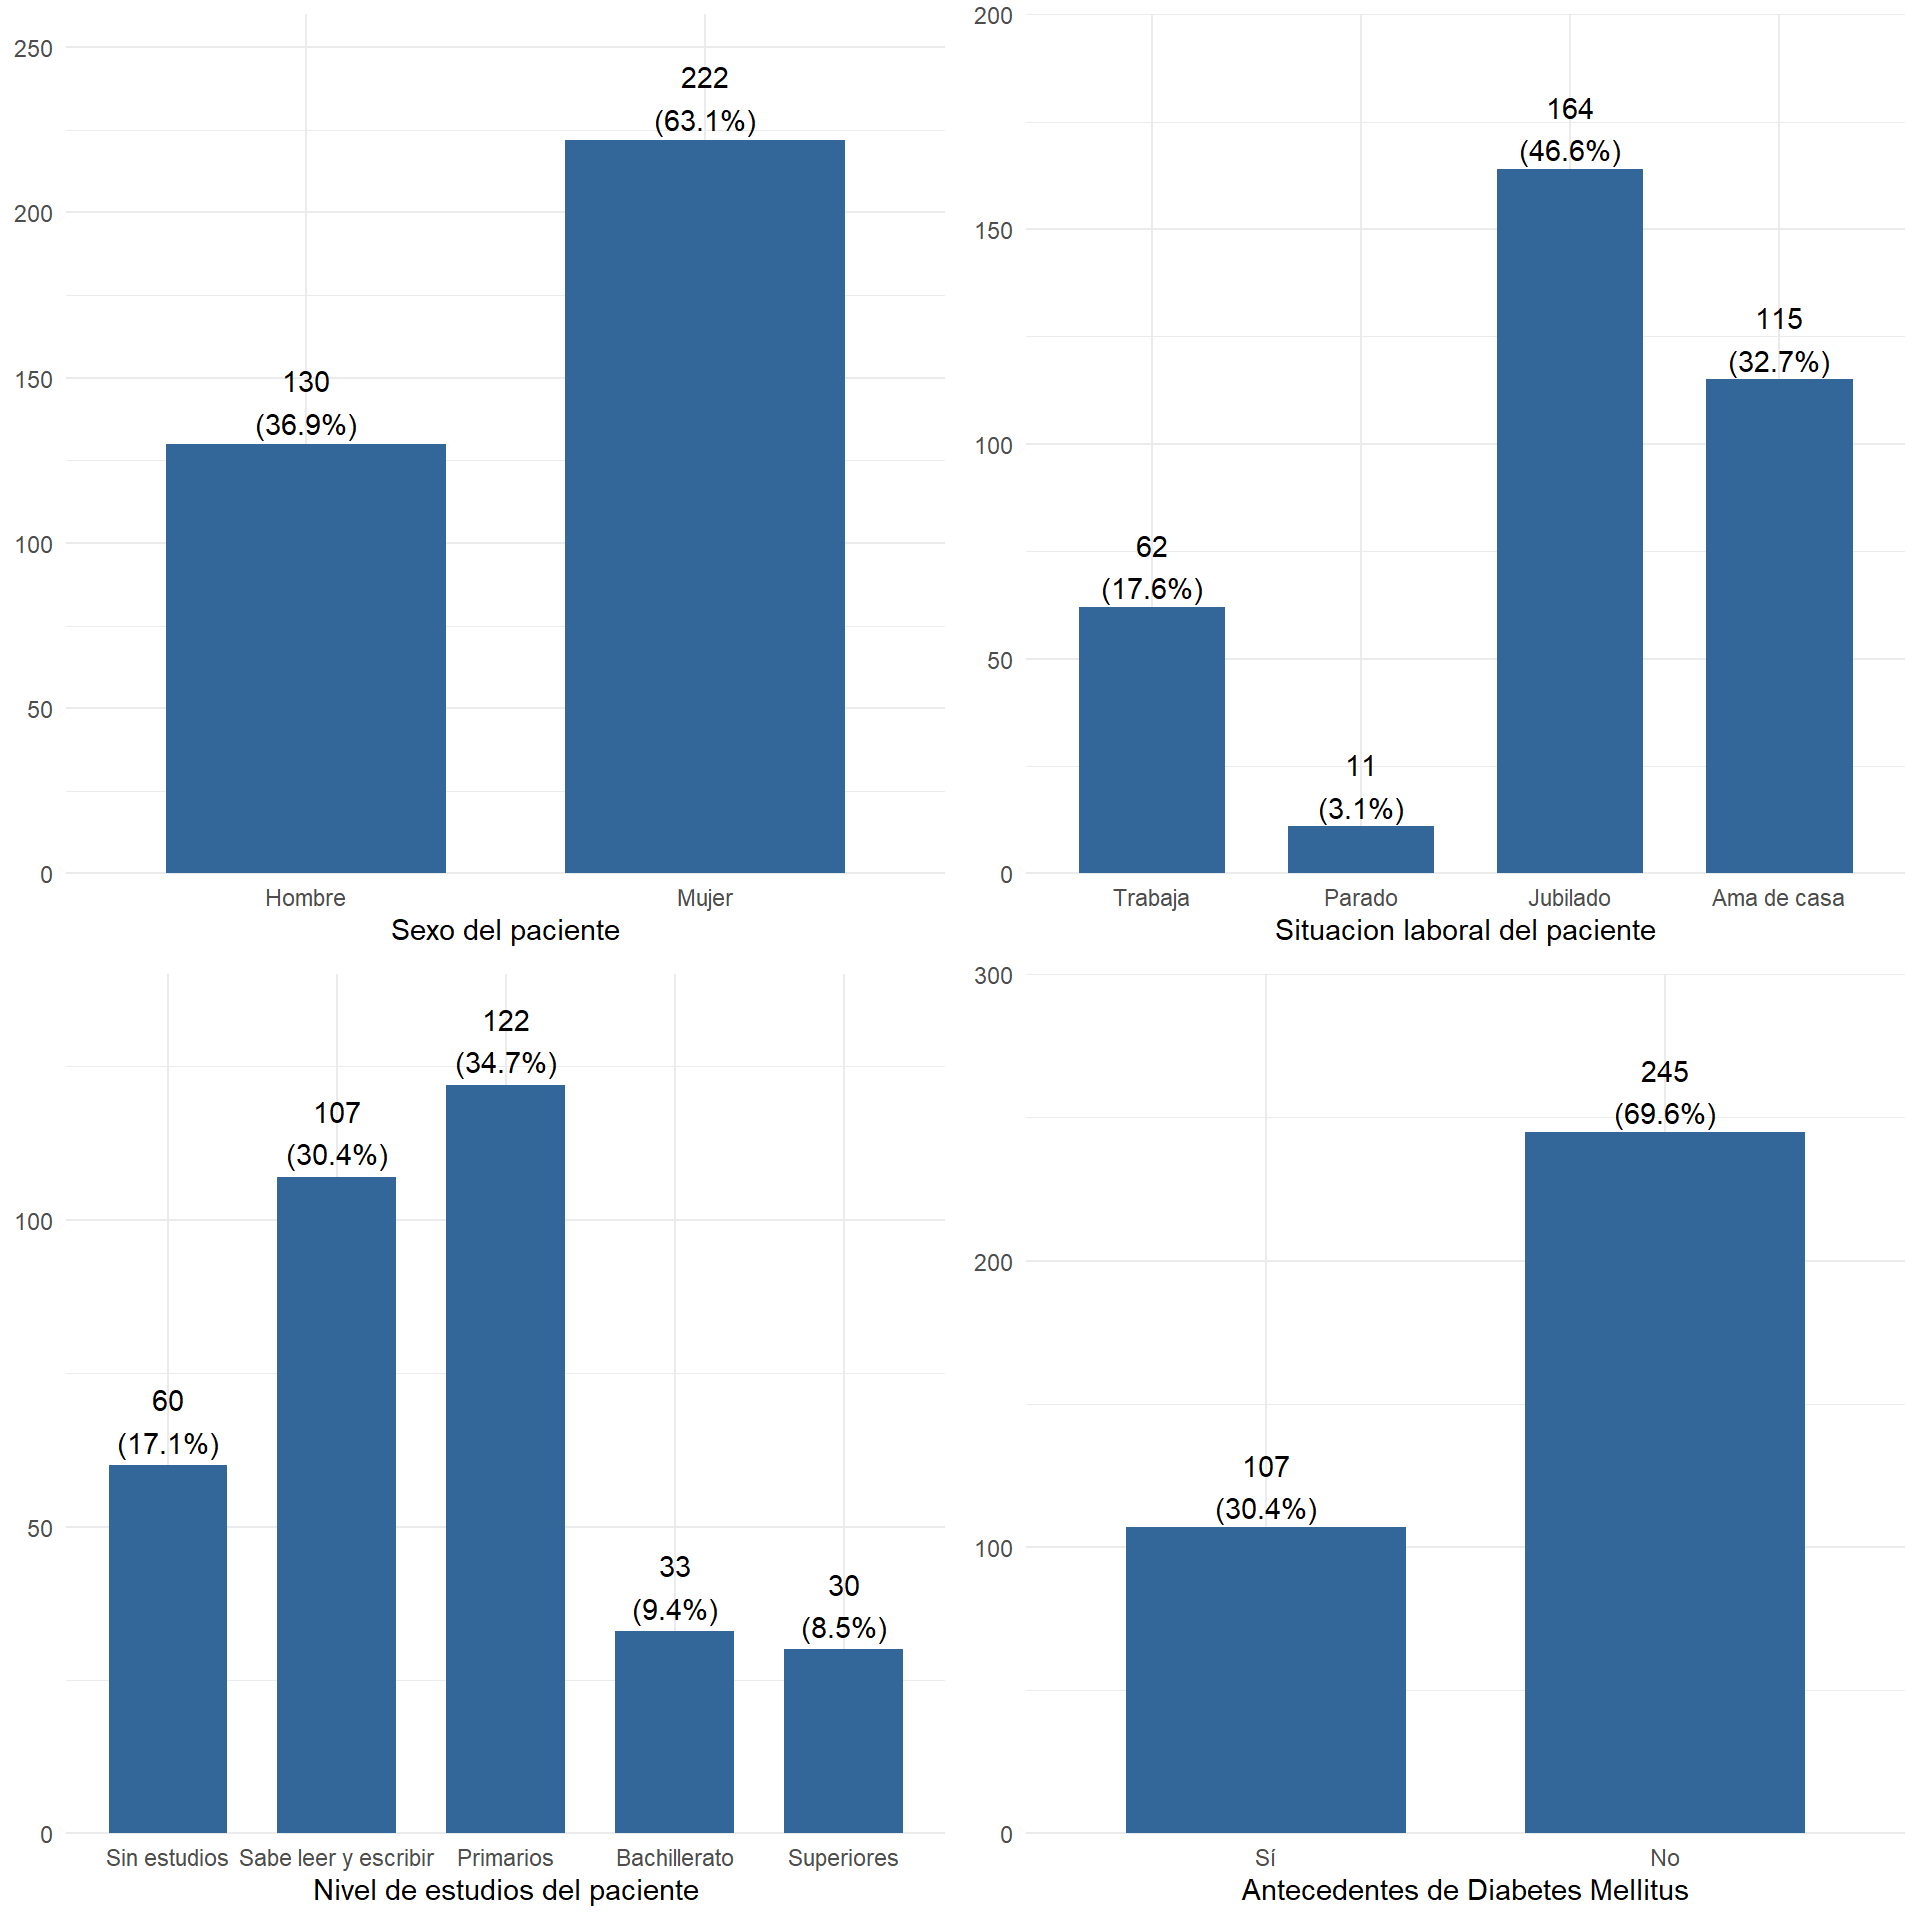 250
200
150
100
50
0
130
(36.9%)
222
(63.1%)
Hombre
Mujer
Sexo del paciente
200
150
100
50
0
62
(17.6%)
11
(3.1%)
164
(46.6%)
115
(32.7%)
Trabaja
Parado
Jubilado
Ama de casa
Situacion laboral del paciente
100
50
0
60
(17.1%)
107
(30.4%)
122
(34.7%)
33
(9.4%)
30
(8.5%)
Sin estudios
Sabe leer y escribir
Primarios
Bachillerato
Superiores
Nivel de estudios del paciente
300
200
100
0
107
(30.4%)
245
(69.6%)
Sí
No
Antecedentes de Diabetes Mellitus